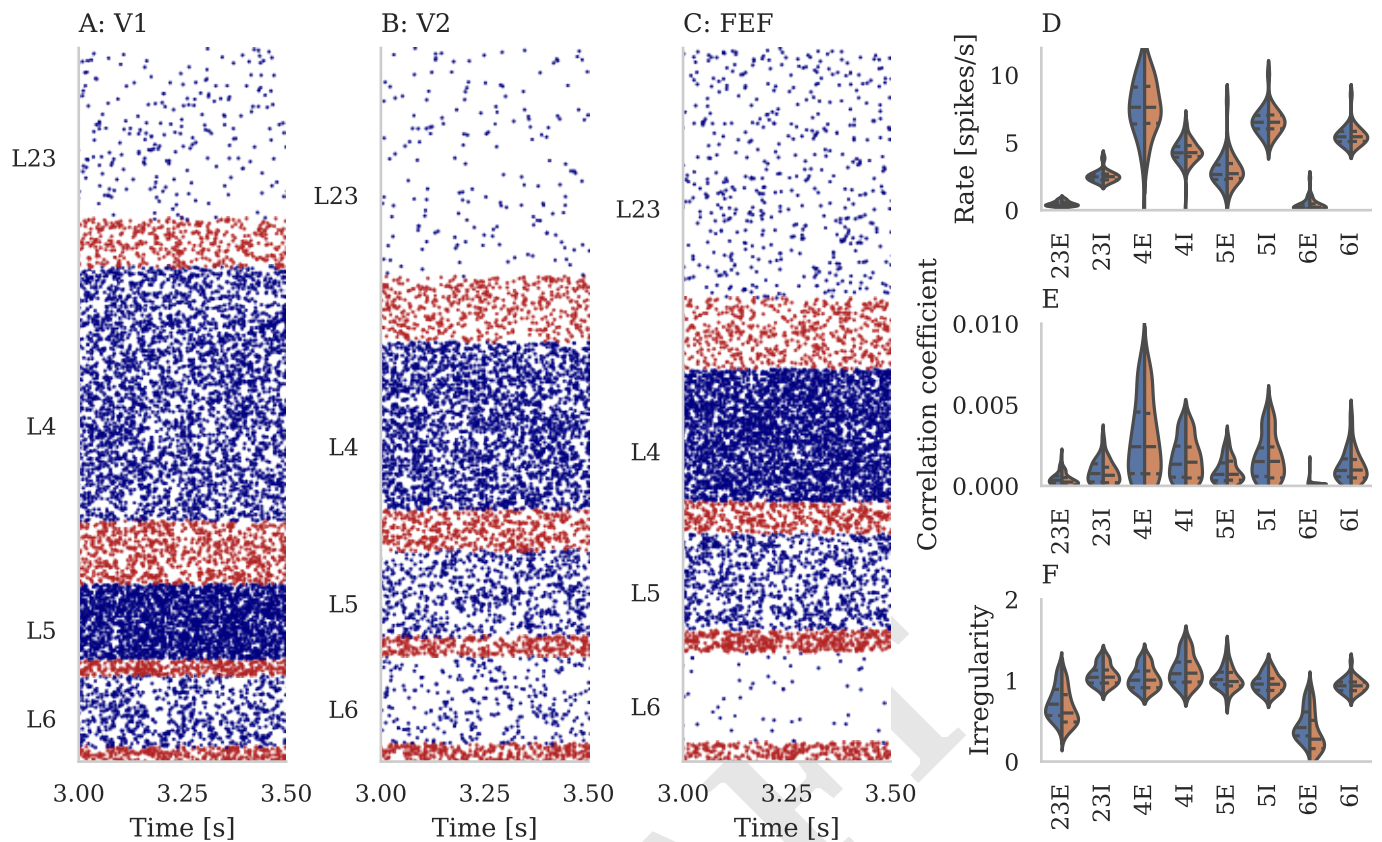 A: V1
B: V2
C: FEF
D
L23
L4
L5
L6
3.00 3.25 3.50
Time [s]
L23
L4
L5
L6
3.00 3.25 3.50
Time [s]
L23
L4
L5
L6
3.00 3.25 3.50
Time [s]
Rate [spikes/s]
10
5
0
23E 23I 4E 4I 5E 5I 6E 6I
E
Correlation coefficient
0.010
0.005
0.000
23E 23I 4E 4I 5E 5I 6E 6I
F
Irregularity
2
1
0
23E 23I 4E 4I 5E 5I 6E 6I